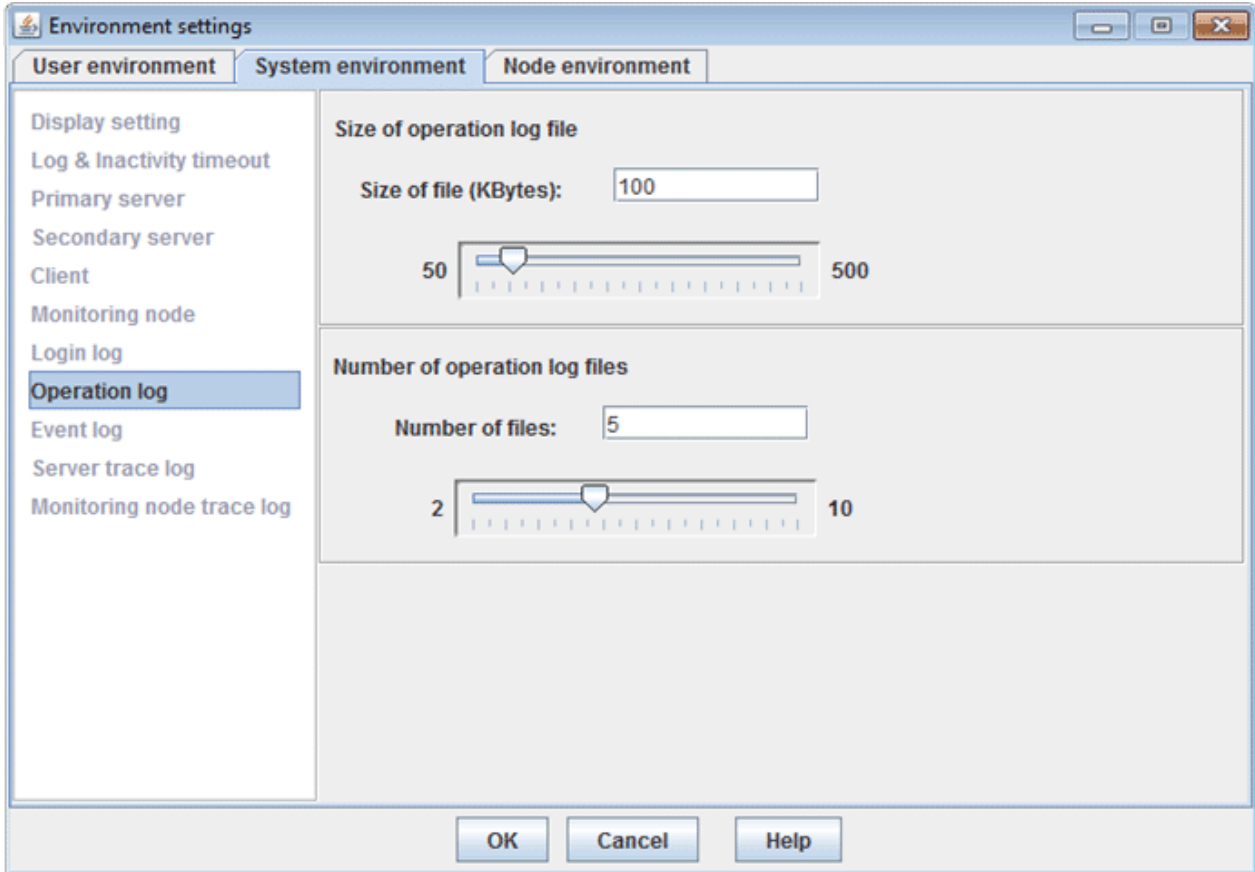 Environment settings
User environment
System environment
Node environment
Display setting
Log & Inactivity timeout
Primary server
Secondary server
Client
Monitoring node
Login log
Operation log
Event log
Server trace log
Monitoring node trace log
Size of operation log file
Size of file (KBytes): 100
50 500
Number of operation log files
Number of files: 5
2 10
OK Cancel Help